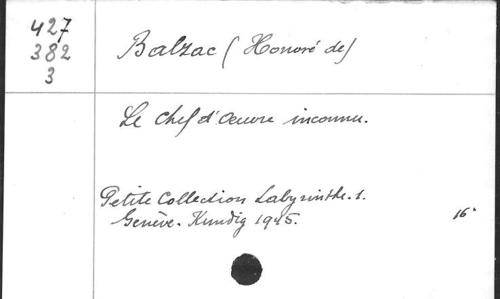 427
382
3
Balzac (Honoré de)
Le Chef d'Oeuvre inconnu.
Petite Collection Labyrinthe. 1.
Genève. Kundig 1945.
16°